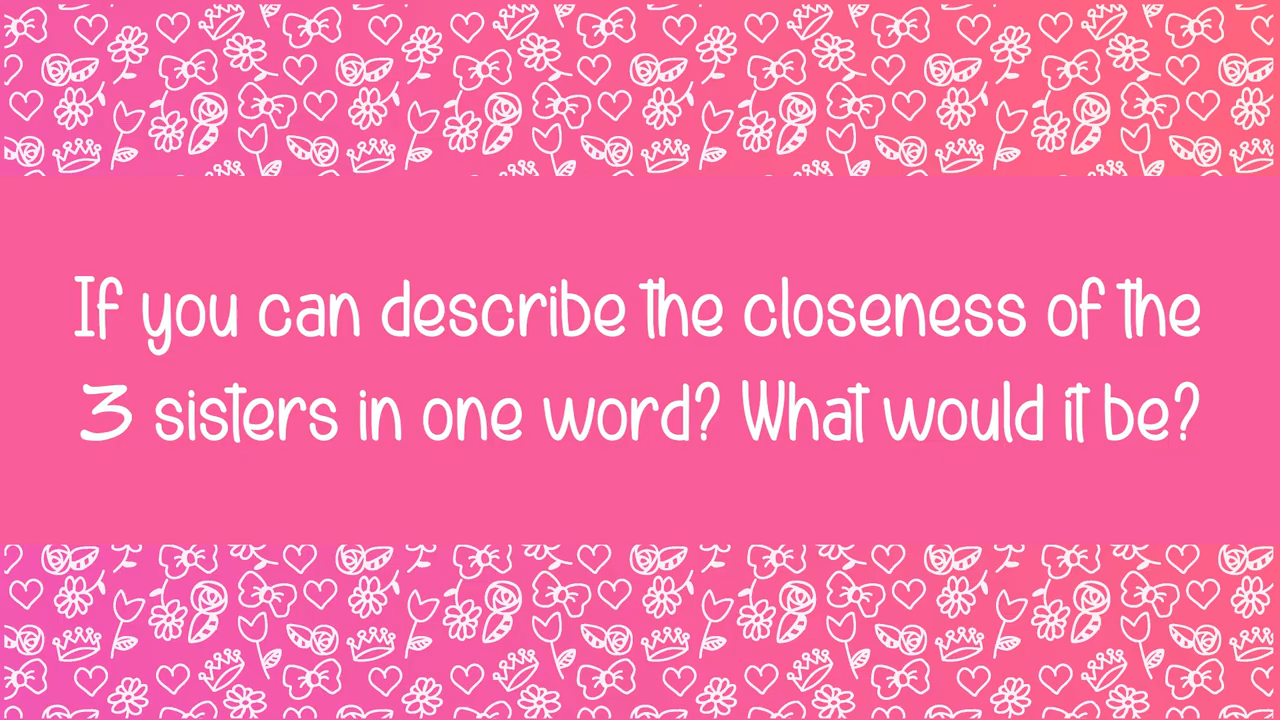 If you can describe the closeness of the
3 sisters in one word? What would it be?